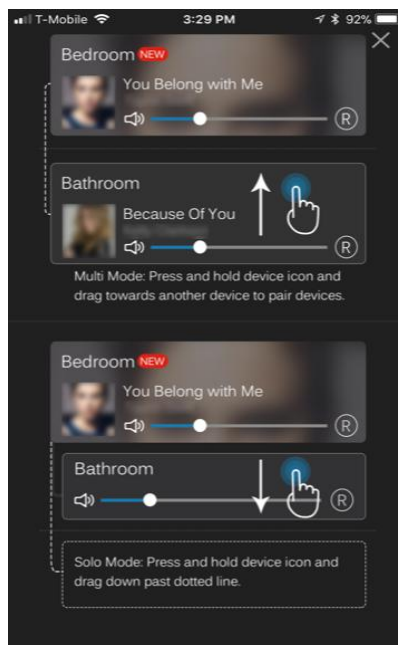 T-Mobile 3:29 PM 92%
Bedroom NEW
You Belong with Me
R
Bathroom
Because Of You
R
Multi Mode: Press and hold device icon and
drag towards another device to pair devices.
Bedroom NEW
You Belong with Me
R
Bathroom
R
Solo Mode: Press and hold device icon and
drag down past dotted line.